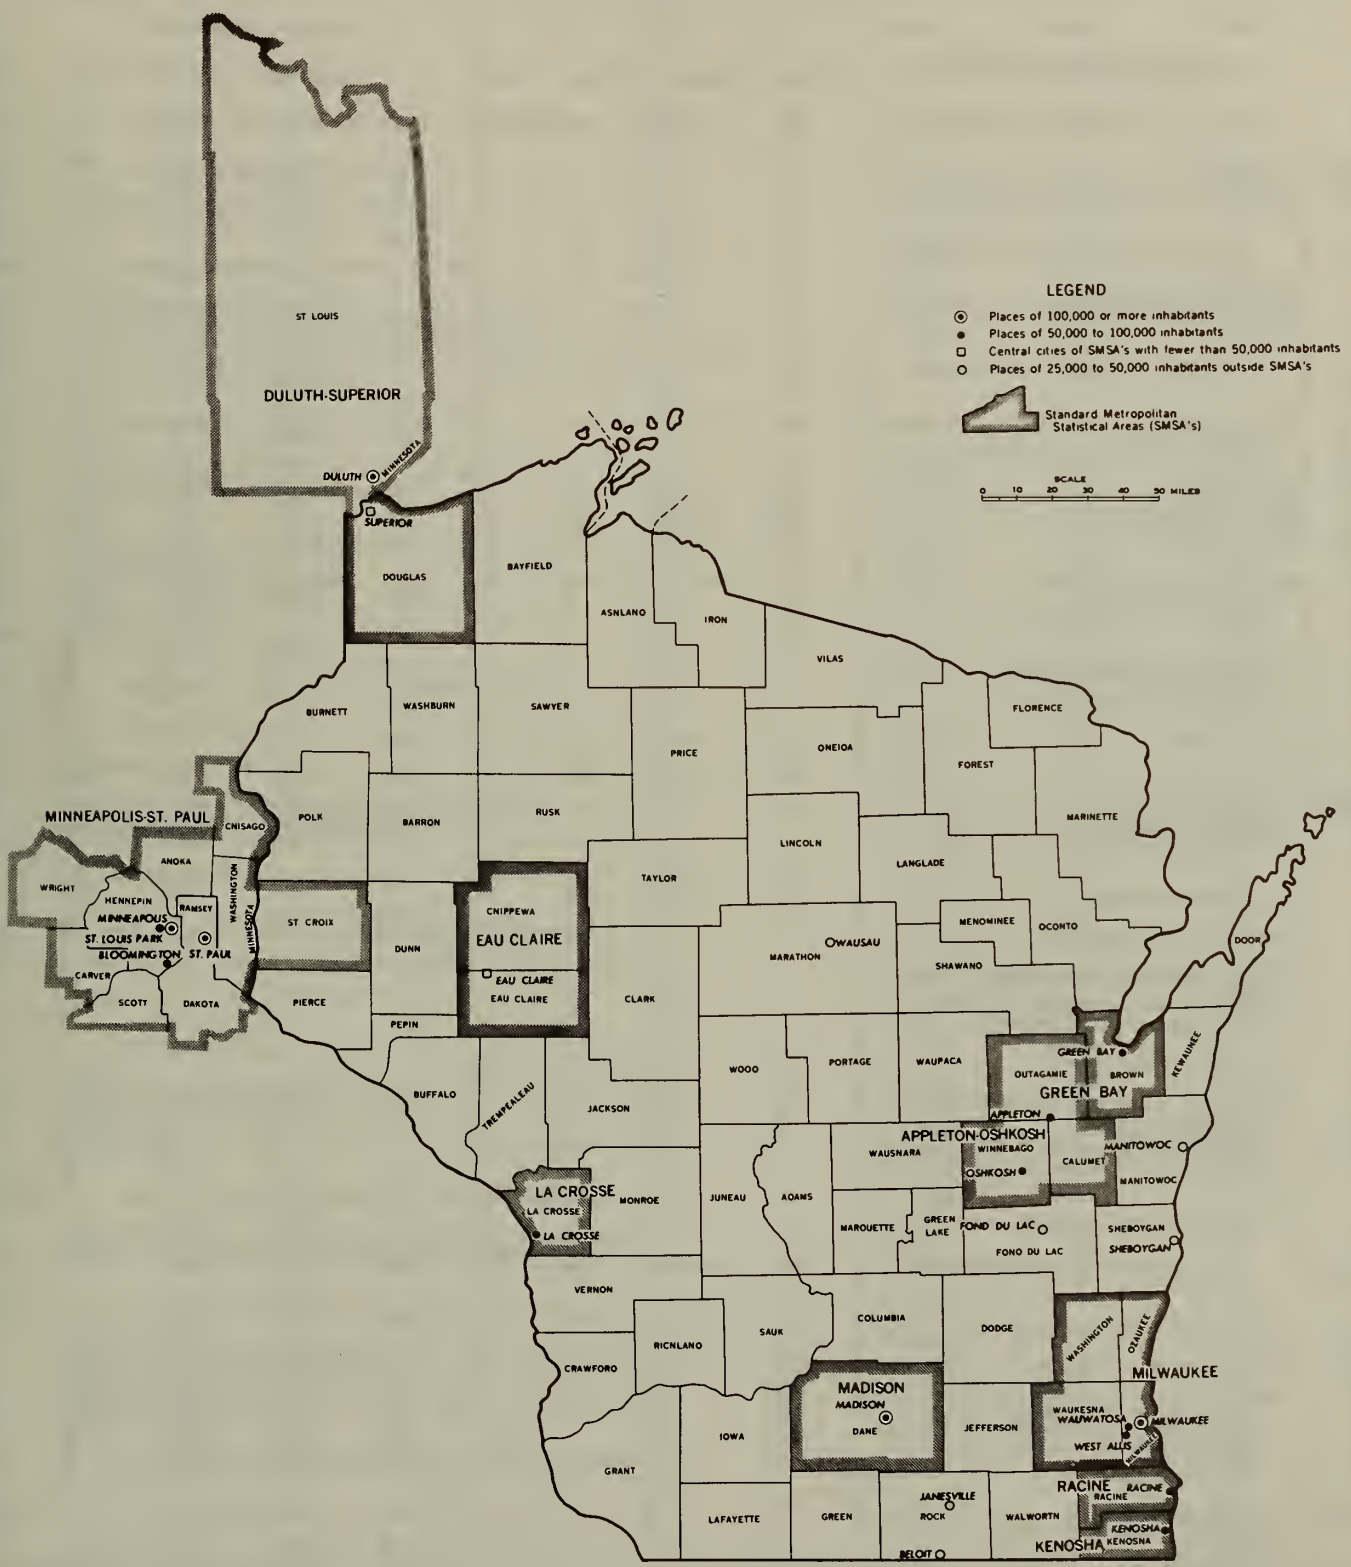 LEGEND
Places of 100,000 or more inhabitants
Places of 50,000 to 100,000 inhabitants
Central cities of SMSA's with fewer than 50,000 inhabitants
Places of 25,000 to 50,000 inhabitants outside SMSA's
Standard Metropolitan
Statistical Areas (SMSA's)
SCALE
0 10 20 30 40 50 MILES
ST LOUIS
DULUTH-SUPERIOR
DULUTH
MINNESOTA
SUPERIOR
DOUGLAS
BAYFIELD
ASNLANO
IRON
VILAS
BURNETT
WASHBURN
SAWYER
PRICE
ONEIOA
FLORENCE
FOREST
MARINETTE
MINNEAPOLIS-ST. PAUL
CNISAGO
POLK
BARRON
RUSK
LINCOLN
LANGLADE
ANOKA
WRIGHT
HENNEPIN
RAMSEY
WASHINGTON
MINNESOTA
MINNEAPOLIS
ST. LOUIS PARK
BLOOMINGTON
ST. PAUL
CARVER
SCOTT
DAKOTA
ST CROIX
PIERCE
DUNN
PEPIN
CNIPPEWA
EAU CLAIRE
EAU CLAIRE
EAU CLAIRE
TAYLOR
CLARK
WAUSAU
MARATHON
MENOMINEE
OCONTO
SHAWANO
DOOR
BUFFALO
TREMPEALEAU
JACKSON
WOOO
PORTAGE
WAUPACA
OUTAGAMIE
GREEN BAY
BROWN
GREEN BAY
KEWAUNEE
APPLETON
APPLETON-OSHKOSH
WINNEBAGO
OSHKOSH
CALUMET
MANITOWOC
MANITOWOC
LA CROSSE
LA CROSSE
LA CROSSE
MONROE
JUNEAU
AOAMS
WAUSNARA
MAROUETTE
GREEN
LAKE
FOND DU LAC
FONO DU LAC
SHEBOYGAN
SHEBOYGAN
VERNON
RICNLANO
SAUK
COLUMBIA
DODGE
WASHINGTON
OZAUKEE
CRAWFORO
MADISON
MADISON
DANE
JEFFERSON
MILWAUKEE
WAUKESNA
WAUWATOSA
MILWAUKEE
WEST ALLIS
MILWAUKEE
IOWA
GRANT
LAFAYETTE
GREEN
JANESVILLE
ROCK
BELOIT
WALWORTH
RACINE
RACINE
RACINE
KENOSHA
KENOSHA
KENOSNA